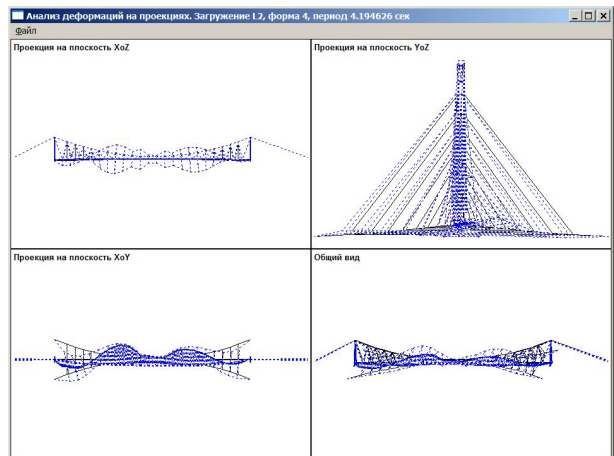 Анализ деформаций на проекциях. Загружение L2, форма 4, период 4.194626 сек
Файл
Проекция на плоскость XoZ
Проекция на плоскость YoZ
Проекция на плоскость XoY
Общий вид